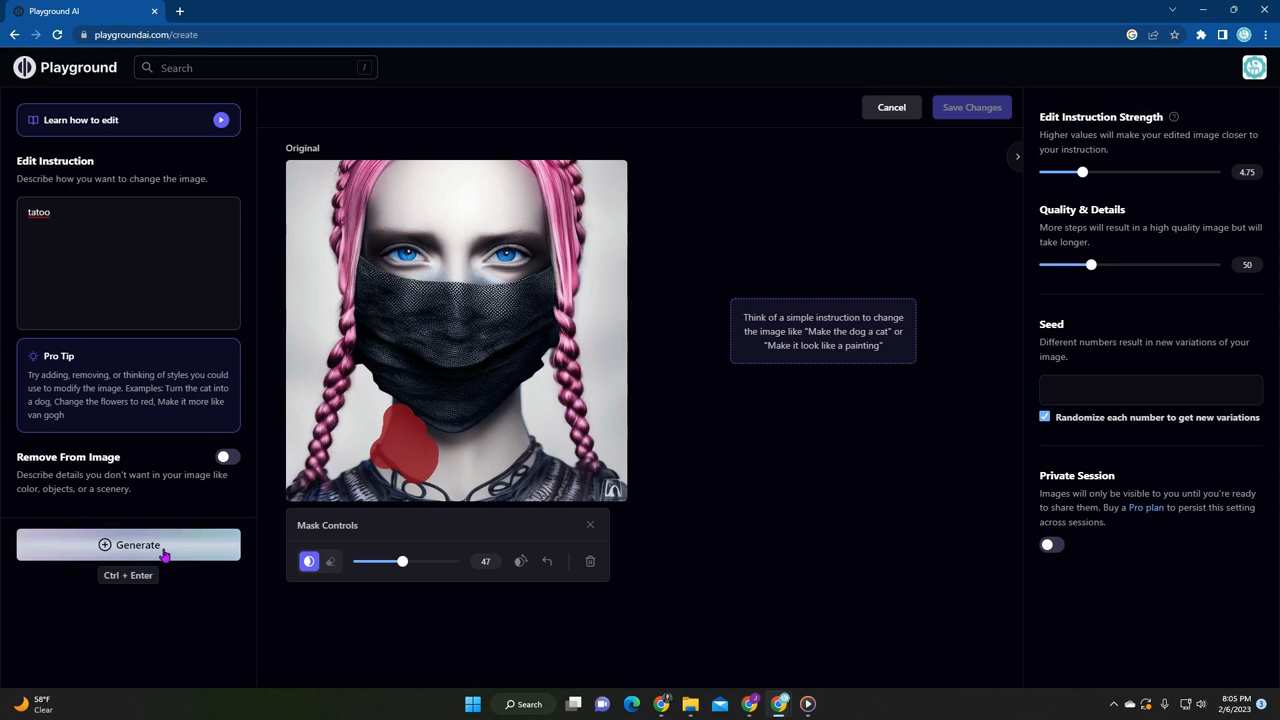 Playground AI
playgroundai.com/create
Playground
Search
/
Learn how to edit
Edit Instruction
Describe how you want to change the image.
tatoo
Pro Tip
Try adding, removing, or thinking of styles you could
use to modify the image. Examples: Turn the cat into
a dog, Change the flowers to red, Make it more like
van gogh
Remove From Image
Describe details you don't want in your image like
color, objects, or a scenery.
Generate
Ctrl + Enter
Cancel
Save Changes
Original
Mask Controls
47
Think of a simple instruction to change
the image like "Make the dog a cat" or
"Make it look like a painting"
Edit Instruction Strength
Higher values will make your edited image closer to
your instruction.
4.75
Quality & Details
More steps will result in a high quality image but will
take longer.
50
Seed
Different numbers result in new variations of your
image.
Randomize each number to get new variations
Private Session
Images will only be visible to you until you're ready
to share them. Buy a Pro plan to persist this setting
across sessions.
58°F
Clear
Search
8:05 PM
2/6/2023
3